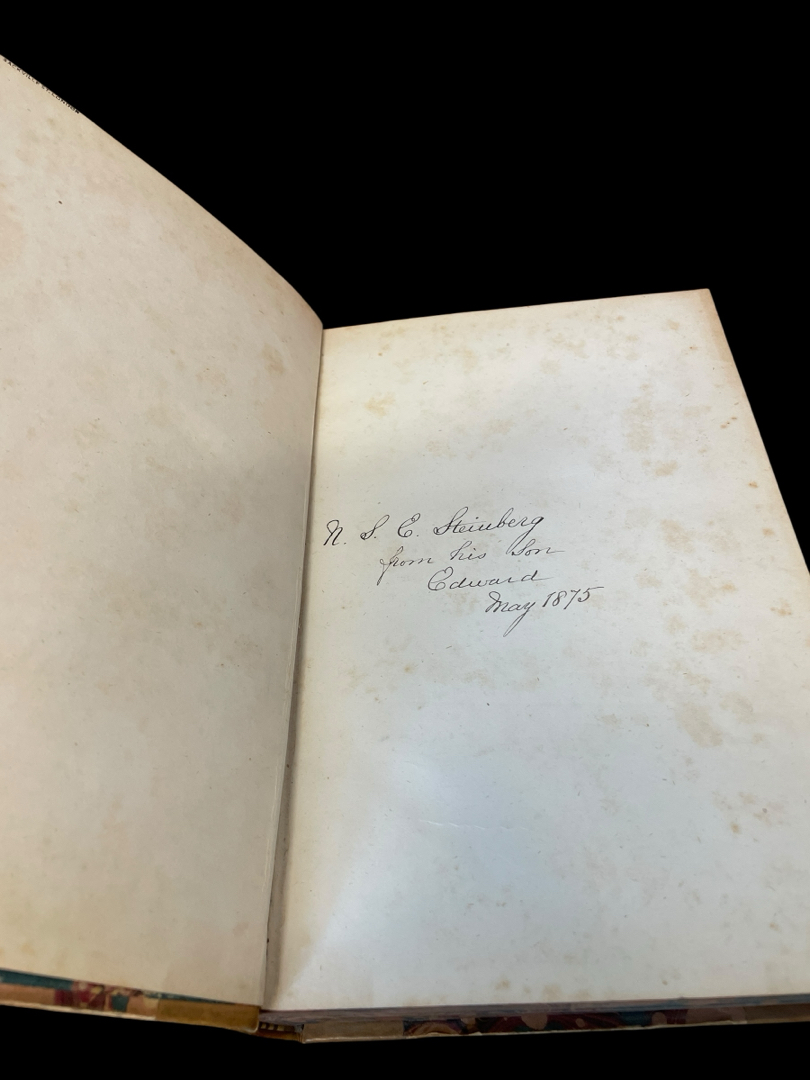 N. S. E. Steinberg
from his Son
Edward
May 1875